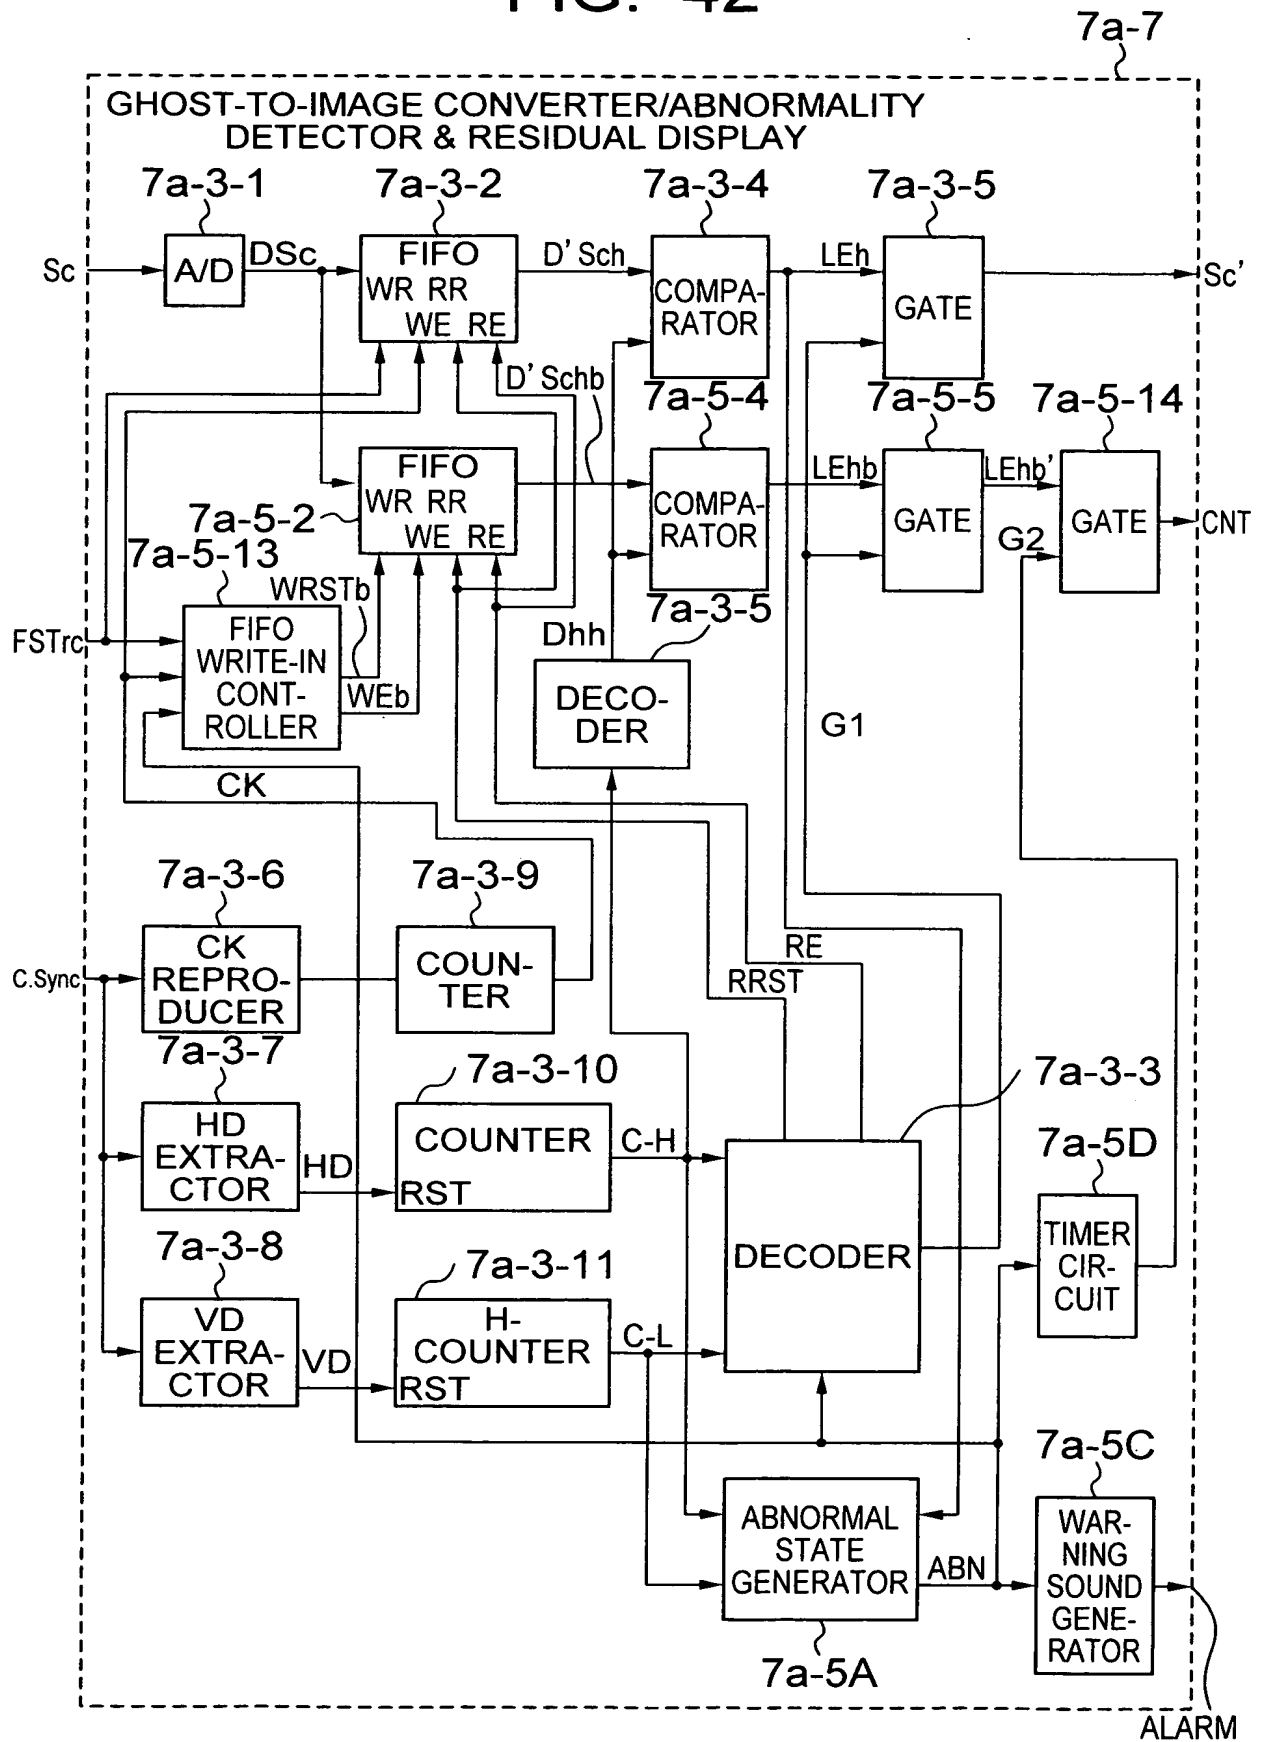 FIG. 42
7a-7
GHOST-TO-IMAGE CONVERTER/ABNORMALITY
DETECTOR & RESIDUAL DISPLAY
7a-3-1
7a-3-2
7a-3-4
7a-3-5
Sc
A/D
DSc
FIFO
WR RR
WE RE
D'Sch
COMPA-
RATOR
LEh
GATE
Sc'
D'Schb
7a-5-4
7a-5-5
7a-5-14
FIFO
WR RR
WE RE
7a-5-2
COMPA-
RATOR
LEhb
GATE
LEhb'
G2
GATE
CNT
7a-5-13
WRSTb
FSTrc
FIFO
WRITE-IN
CONT-
ROLLER
WEb
Dhh
7a-3-5
DECO-
DER
G1
CK
7a-3-6
7a-3-9
C.Sync
CK
REPRO-
DUCER
COUN-
TER
RE
RRST
7a-3-7
7a-3-10
7a-3-3
HD
EXTRA-
CTOR
HD
COUNTER
RST
C-H
7a-5D
DECODER
TIMER
CIR-
CUIT
7a-3-8
7a-3-11
VD
EXTRA-
CTOR
VD
H-
COUNTER
RST
C-L
7a-5C
ABNORMAL
STATE
GENERATOR
ABN
WAR-
NING
SOUND
GENE-
RATOR
7a-5A
ALARM